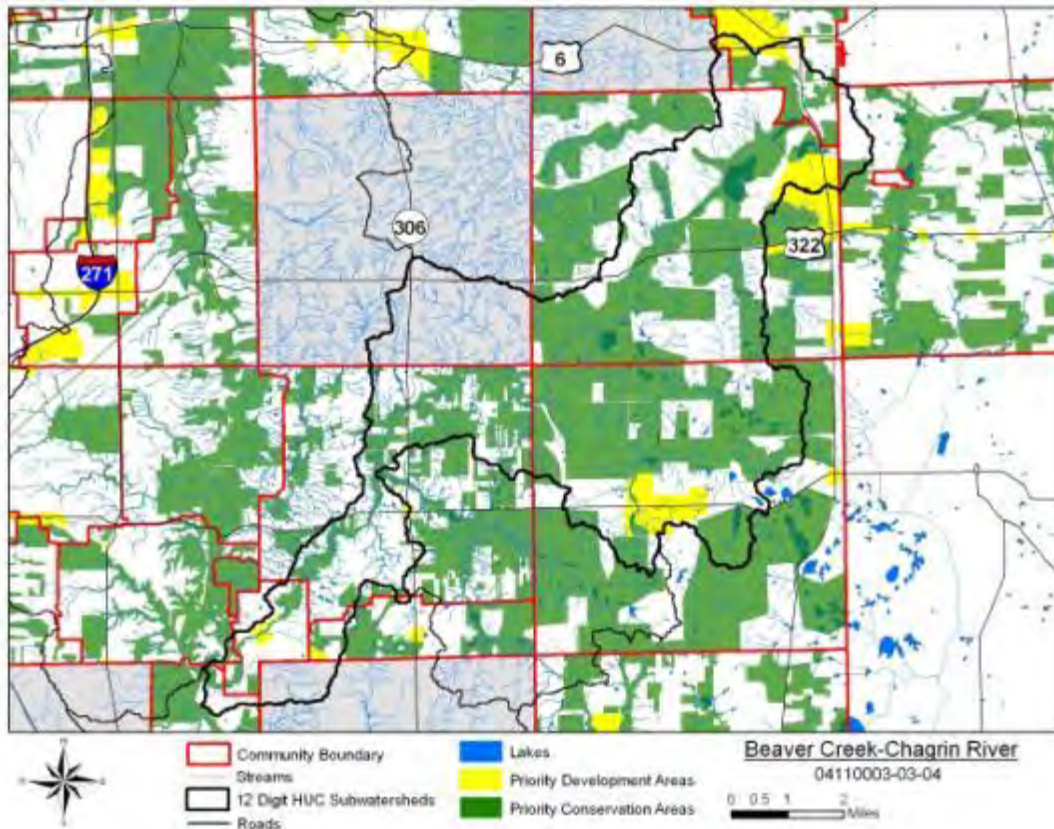 6
306
322
271
Community Boundary
Streams
12 Digit HUC Subwatersheds
Roads
Lakes
Priority Development Areas
Priority Conservation Areas
Beaver Creek-Chagrin River
04110003-03-04
0 0.5 1 2
Miles